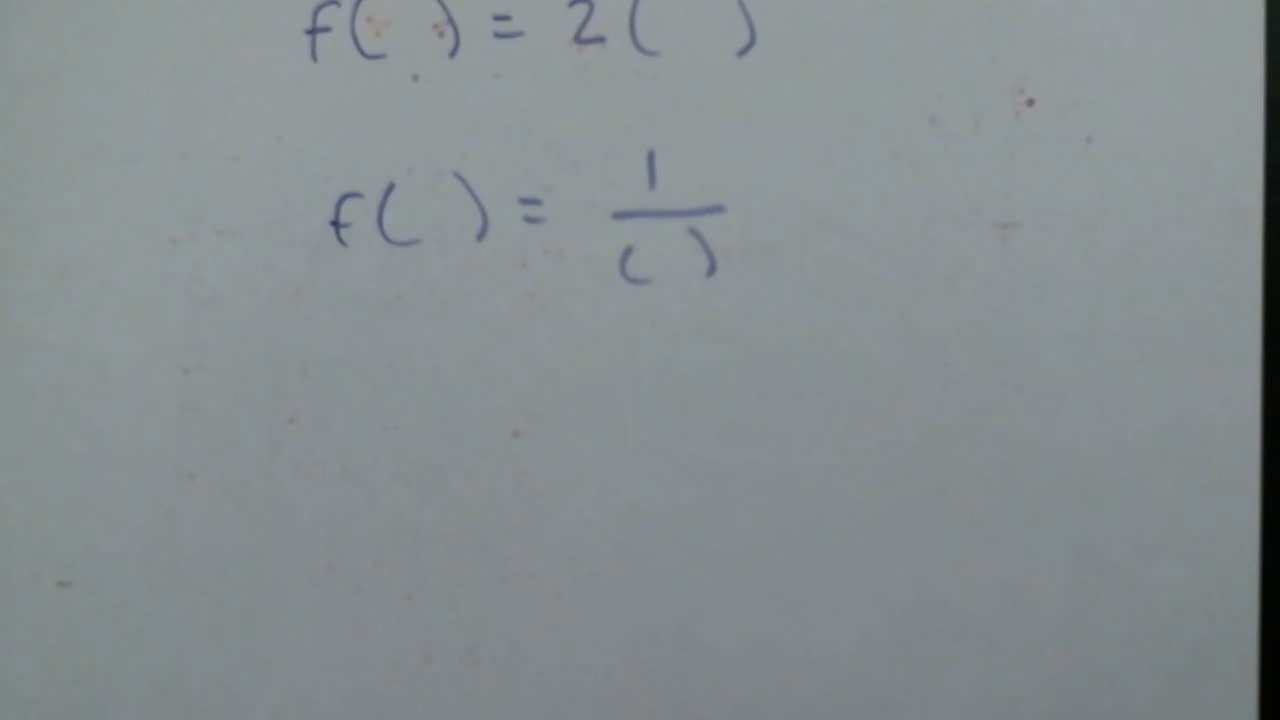 f( ) = 2( )
f( ) = 1/( )